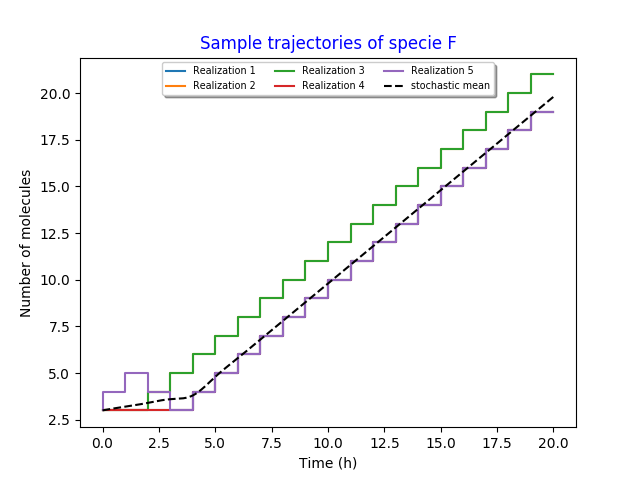 Sample trajectories of specie F
Realization 1
Realization 2
Realization 3
Realization 4
Realization 5
stochastic mean
Number of molecules
20.0
17.5
15.0
12.5
10.0
7.5
5.0
2.5
0.0 2.5 5.0 7.5 10.0 12.5 15.0 17.5 20.0
Time (h)